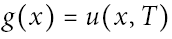 g(x) = u(x, T)